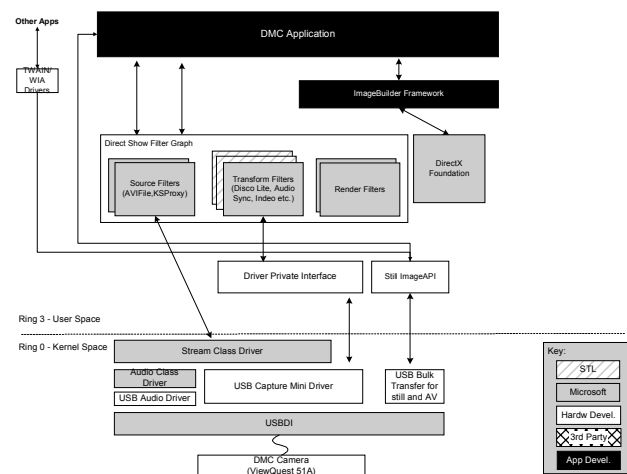 Other Apps
DMC Application
TWAIN/
WIA
Drivers
ImageBuilder Framework
Direct Show Filter Graph
Source Filters
(AVIFile,KSProxy)
Transform Filters
(Disco Lite, Audio
Sync, Indeo etc.)
Render Filters
DirectX
Foundation
Driver Private Interface
Still ImageAPI
Ring 3 - User Space
Ring 0 - Kernel Space
Stream Class Driver
Audio Class
Driver
USB Audio Driver
USB Capture Mini Driver
USB Bulk
Transfer for
still and AV
USBDI
DMC Camera
(ViewQuest 51A)
Key:
STL
Microsoft
Hardw Devel.
3rd Party
App Devel.